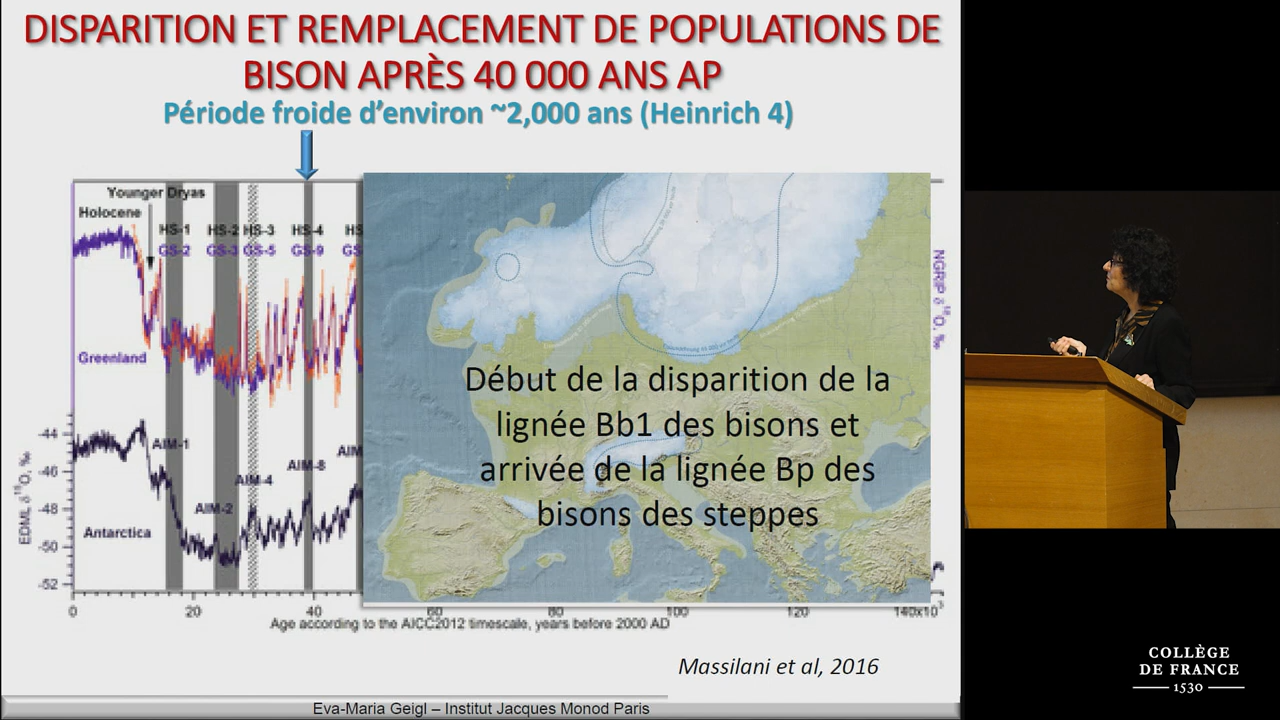 DISPARITION ET REMPLACEMENT DE POPULATIONS DE
BISON APRÈS 40 000 ANS AP
Période froide d'environ ~2,000 ans (Heinrich 4)
Younger Dryas
Holocene
HS-1
HS-2
HS-3
HS-4
HS
GS-2
GS-3
GS-5
GS-9
GS
NGRIP δ18O, ‰
Greenland
Début de la disparition de la
lignée Bb1 des bisons et
arrivée de la lignée Bp des
bisons des steppes
-44
-46
-48
-50
-52
EDML δ18O, ‰
AIM-1
AIM-2
AIM-4
AIM-8
AIM
Antarctica
0
20
40
60
80
100
120
140x10³
Age according to the AICC2012 timescale, years before 2000 AD
Massilani et al, 2016
Eva-Maria Geigl – Institut Jacques Monod Paris
COLLÈGE
DE FRANCE
1530